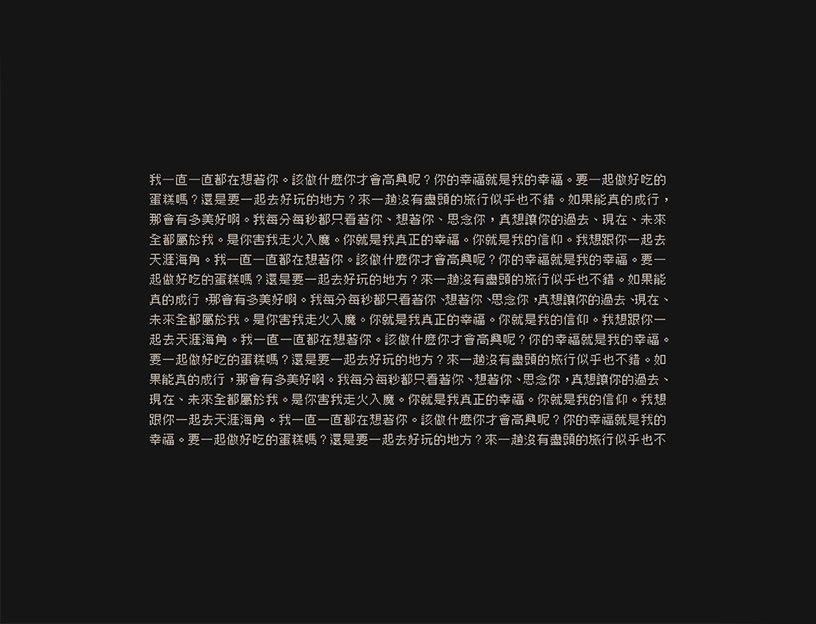 我一直一直都在想著你。該做什麼你才會高興呢？你的幸福就是我的幸福。要一起做好吃的
蛋糕嗎？還是要一起去好玩的地方？來一趟沒有盡頭的旅行似乎也不錯。如果能真的成行，
那會有多美好啊。我每分每秒都只看著你、想著你、思念你，真想讓你的過去、現在、未來
全都屬於我。是你害我走火入魔。你就是我真正的幸福。你就是我的信仰。我想跟你一起去
天涯海角。我一直一直都在想著你。該做什麼你才會高興呢？你的幸福就是我的幸福。要一
起做好吃的蛋糕嗎？還是要一起去好玩的地方？來一趟沒有盡頭的旅行似乎也不錯。如果能
真的成行，那會有多美好啊。我每分每秒都只看著你、想著你、思念你，真想讓你的過去、現在、
未來全都屬於我。是你害我走火入魔。你就是我真正的幸福。你就是我的信仰。我想跟你一
起去天涯海角。我一直一直都在想著你。該做什麼你才會高興呢？你的幸福就是我的幸福。
要一起做好吃的蛋糕嗎？還是要一起去好玩的地方？來一趟沒有盡頭的旅行似乎也不錯。如
果能真的成行，那會有多美好啊。我每分每秒都只看著你、想著你、思念你，真想讓你的過去、
現在、未來全都屬於我。是你害我走火入魔。你就是我真正的幸福。你就是我的信仰。我想
跟你一起去天涯海角。我一直一直都在想著你。該做什麼你才會高興呢？你的幸福就是我的
幸福。要一起做好吃的蛋糕嗎？還是要一起去好玩的地方？來一趟沒有盡頭的旅行似乎也不